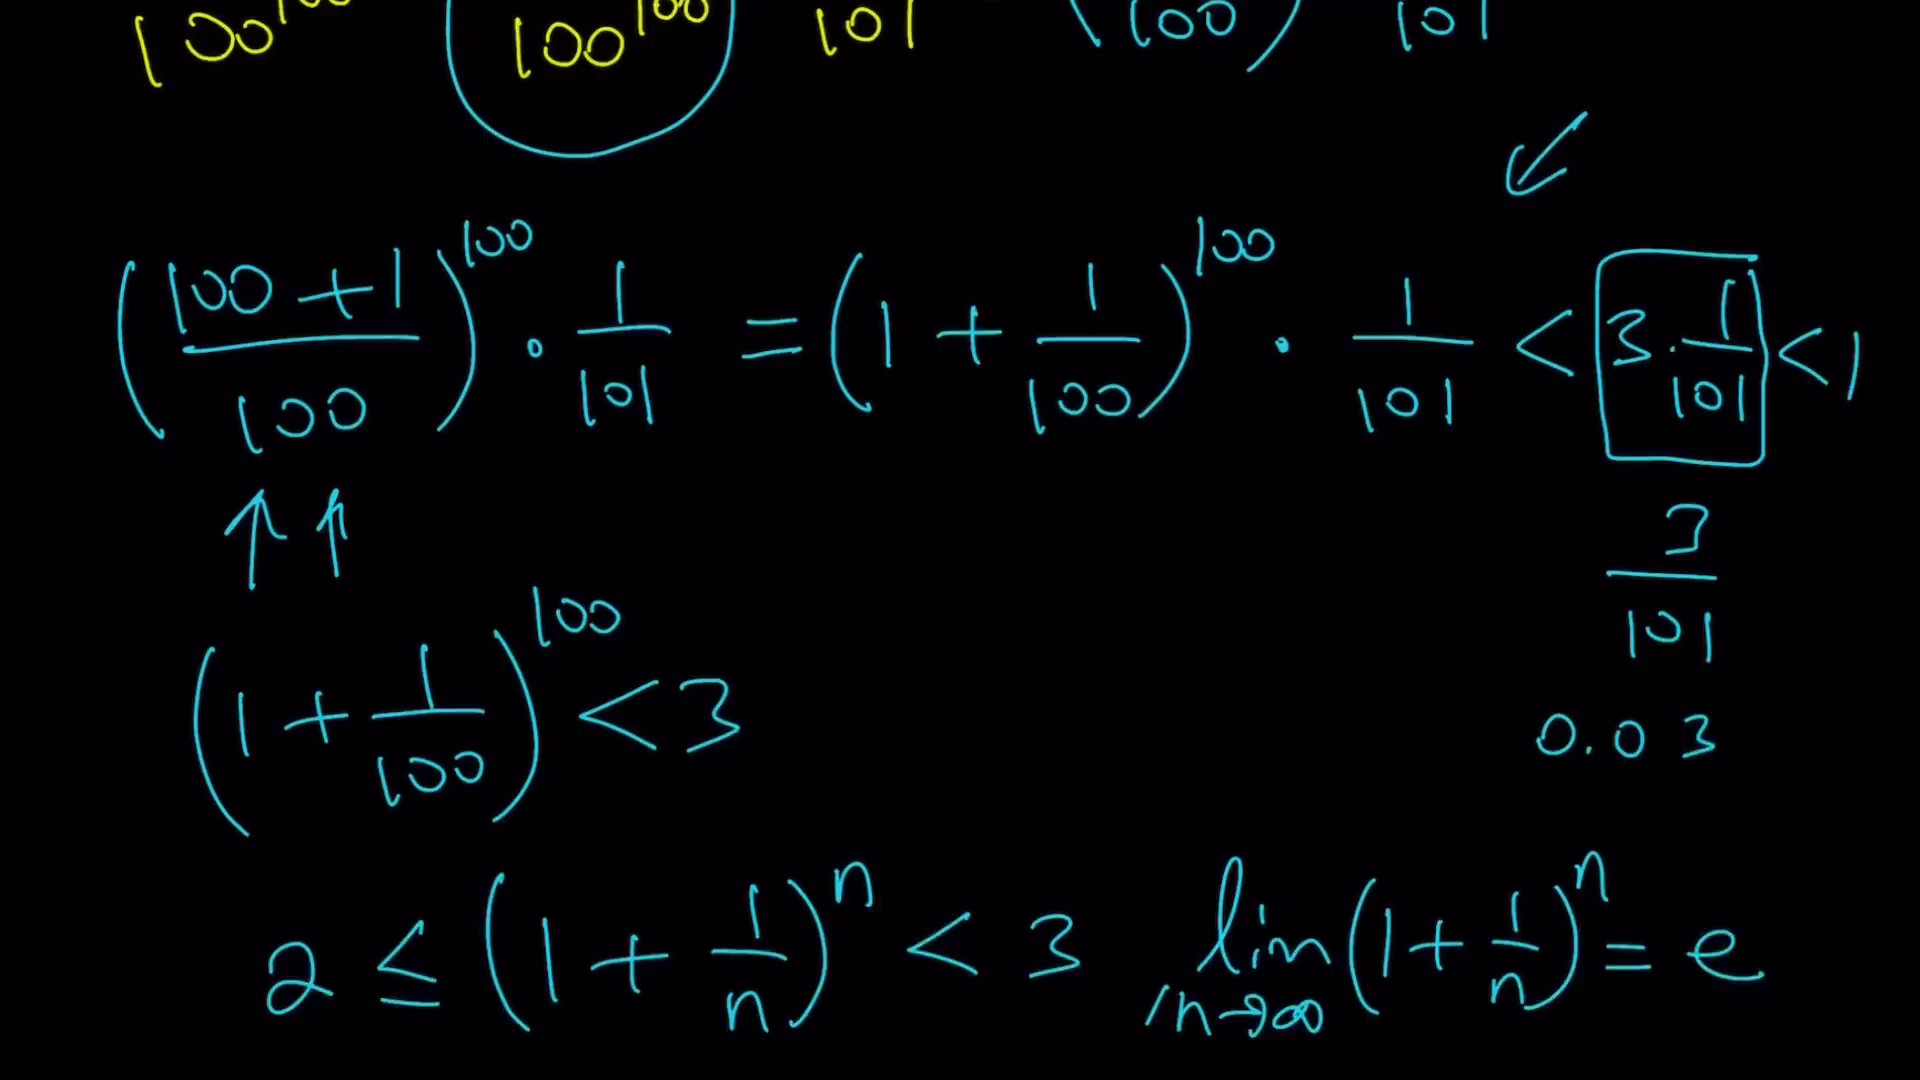 100^100 100^100 101 (100) 101
((100+1)/100)^100 · 1/101 = (1 + 1/100)^100 · 1/101 < 3 · 1/101 < 1
3/101
(1 + 1/100)^100 < 3
0.03
2 ≤ (1 + 1/n)^n < 3 lim n→∞ (1 + 1/n)^n = e